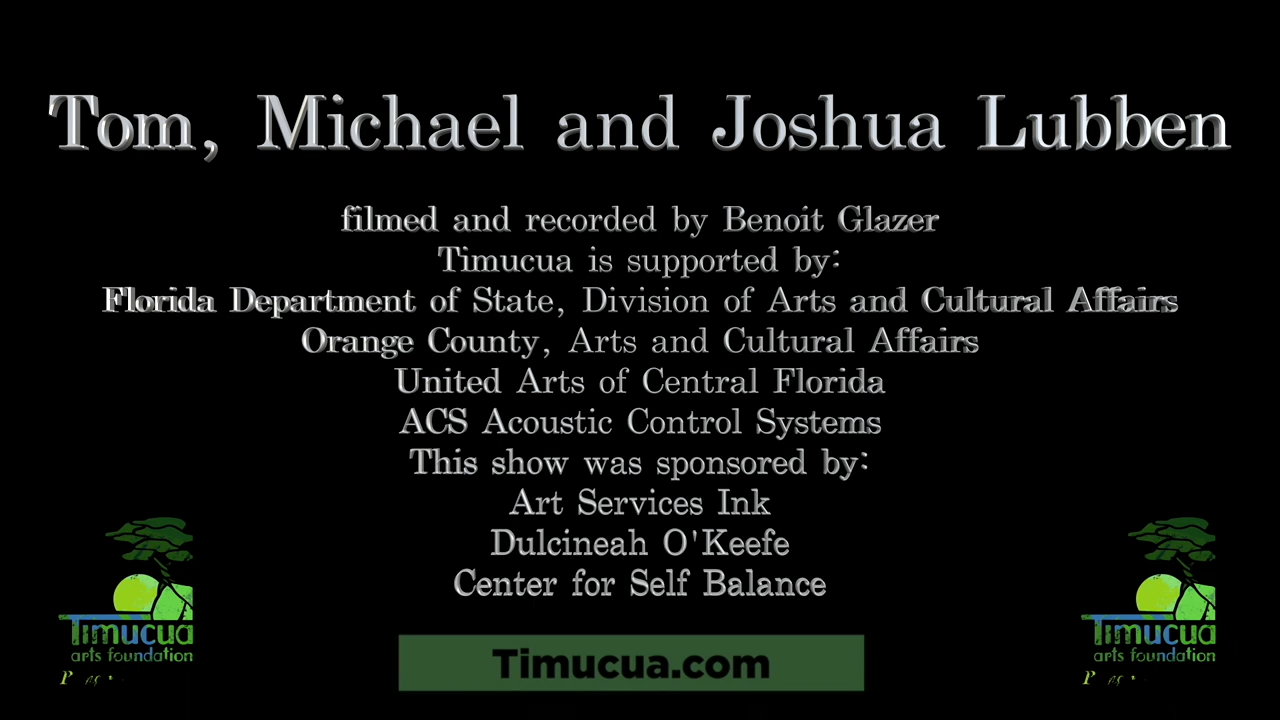 Tom, Michael and Joshua Lubben
filmed and recorded by Benoit Glazer
Timucua is supported by:
Florida Department of State, Division of Arts and Cultural Affairs
Orange County, Arts and Cultural Affairs
United Arts of Central Florida
ACS Acoustic Control Systems
This show was sponsored by:
Art Services Ink
Dulcineah O'Keefe
Center for Self Balance
Timucua
arts foundation
Timucua
arts foundation
Timucua.com